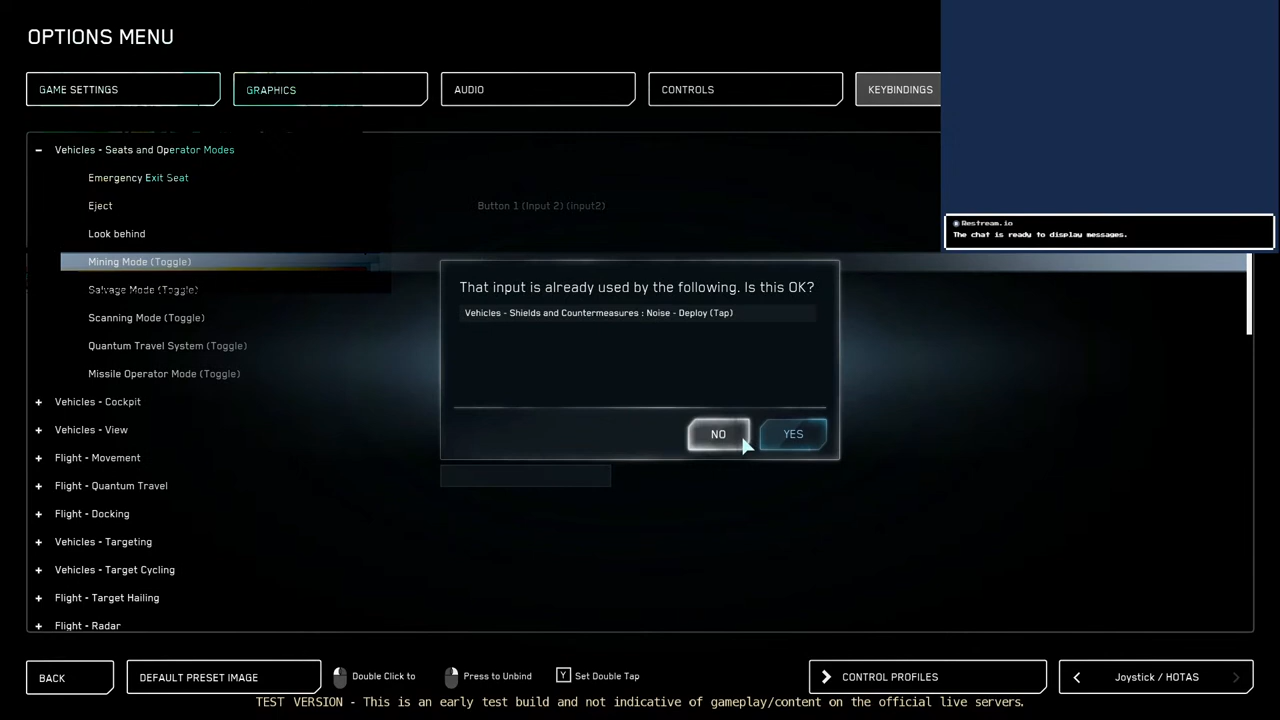 OPTIONS MENU
GAME SETTINGS
GRAPHICS
AUDIO
CONTROLS
KEYBINDINGS
Vehicles - Seats and Operator Modes
Emergency Exit Seat
Eject
Button 1 (Input 2) (input2)
Look behind
Restream.io
The chat is ready to display messages.
Mining Mode (Toggle)
Salvage Mode (Toggle)
Scanning Mode (Toggle)
Quantum Travel System (Toggle)
Missile Operator Mode (Toggle)
That input is already used by the following. Is this OK?
Vehicles - Shields and Countermeasures : Noise - Deploy (Tap)
NO
YES
Vehicles - Cockpit
Vehicles - View
Flight - Movement
Flight - Quantum Travel
Flight - Docking
Vehicles - Targeting
Vehicles - Target Cycling
Flight - Target Hailing
Flight - Radar
BACK
DEFAULT PRESET IMAGE
Double Click to
Press to Unbind
Y Set Double Tap
CONTROL PROFILES
Joystick / HOTAS
TEST VERSION - This is an early test build and not indicative of gameplay/content on the official live servers.